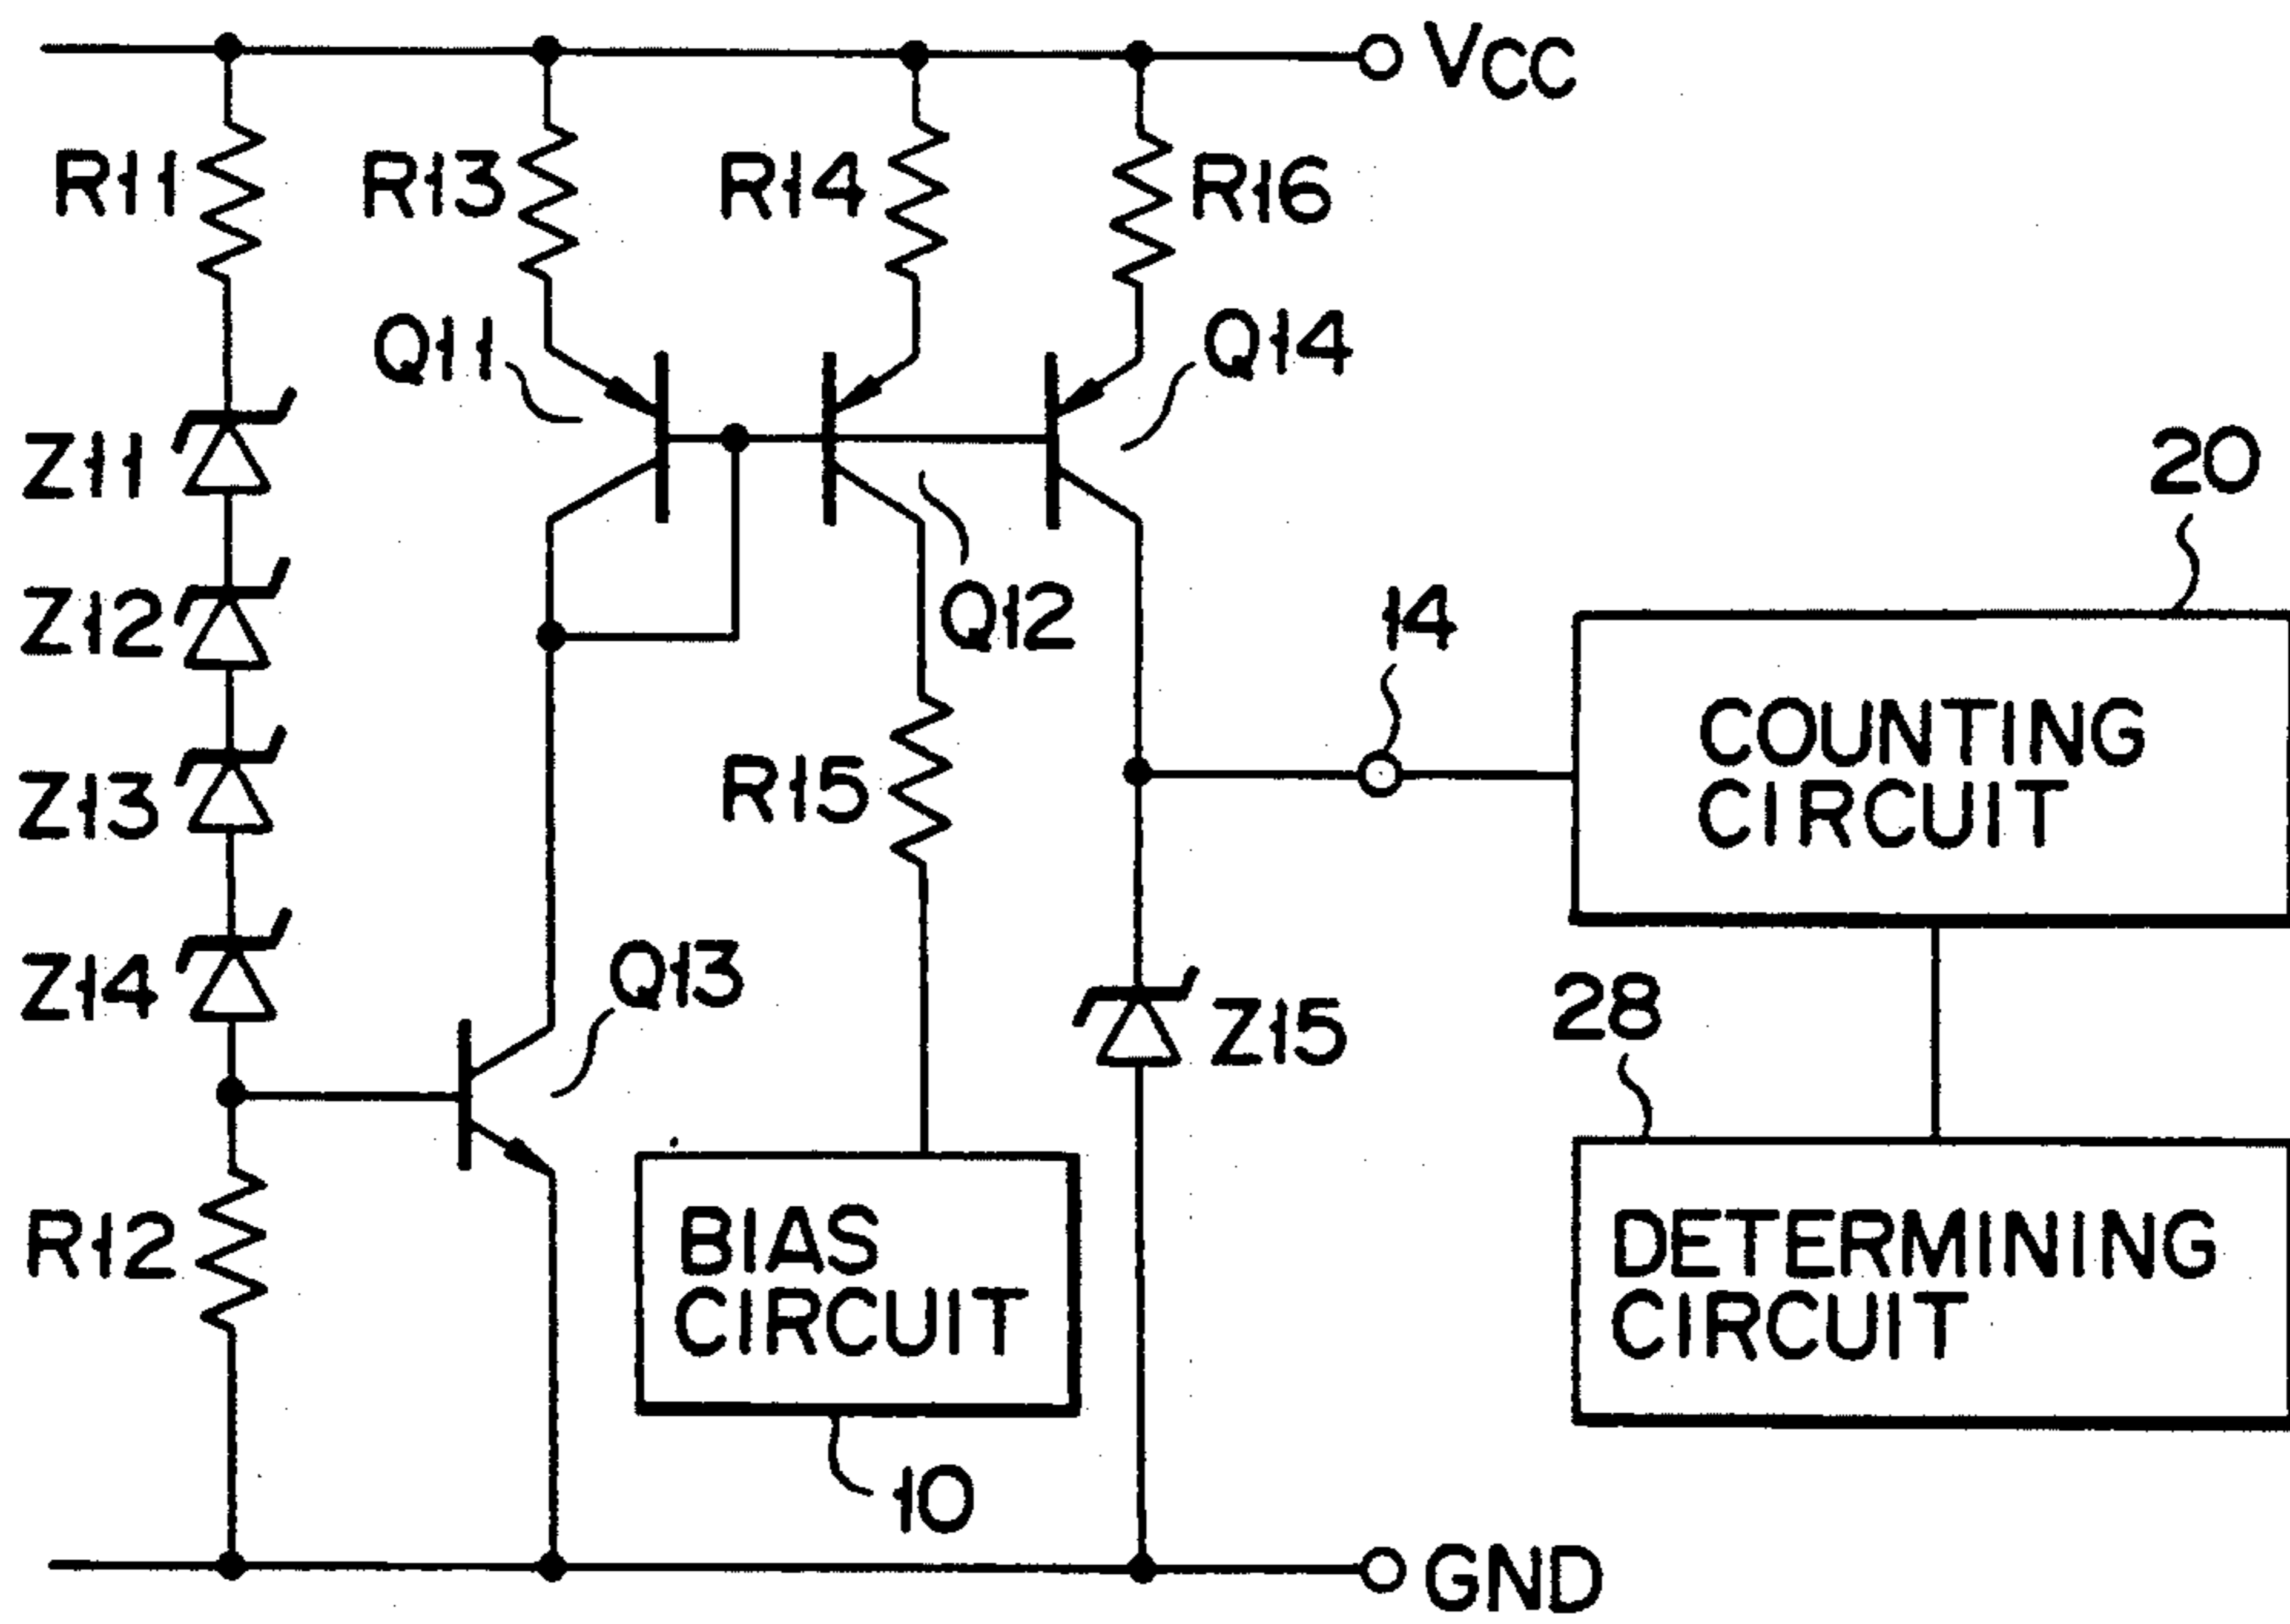 VCC
R11
R13
R14
R16
Q11
Q14
Z11
20
Z12
Q12
14
COUNTING
CIRCUIT
Z13
R15
Z14
Q13
Z15
28
R12
BIAS
CIRCUIT
DETERMINING
CIRCUIT
10
GND